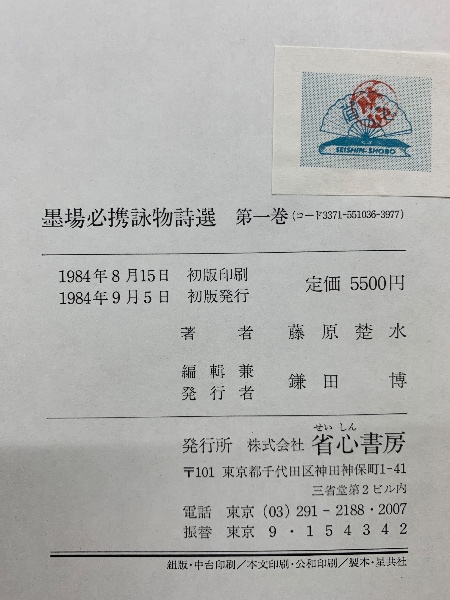 SEISHIN-SHOBO
墨場必携詠物詩選 第一巻(コード3371-551036-3977)
1984年8月15日 初版印刷
1984年9月5日 初版発行
定価 5500円
著者 藤原楚水
編輯兼
発行者 鎌田博
せいしん
発行所 株式会社 省心書房
〒101 東京都千代田区神田神保町1-41
三省堂第2ビル内
電話 東京 (03) 291-2188・2007
振替 東京 9・154342
組版・中台印刷/本文印刷・公和印刷/製本・星共社